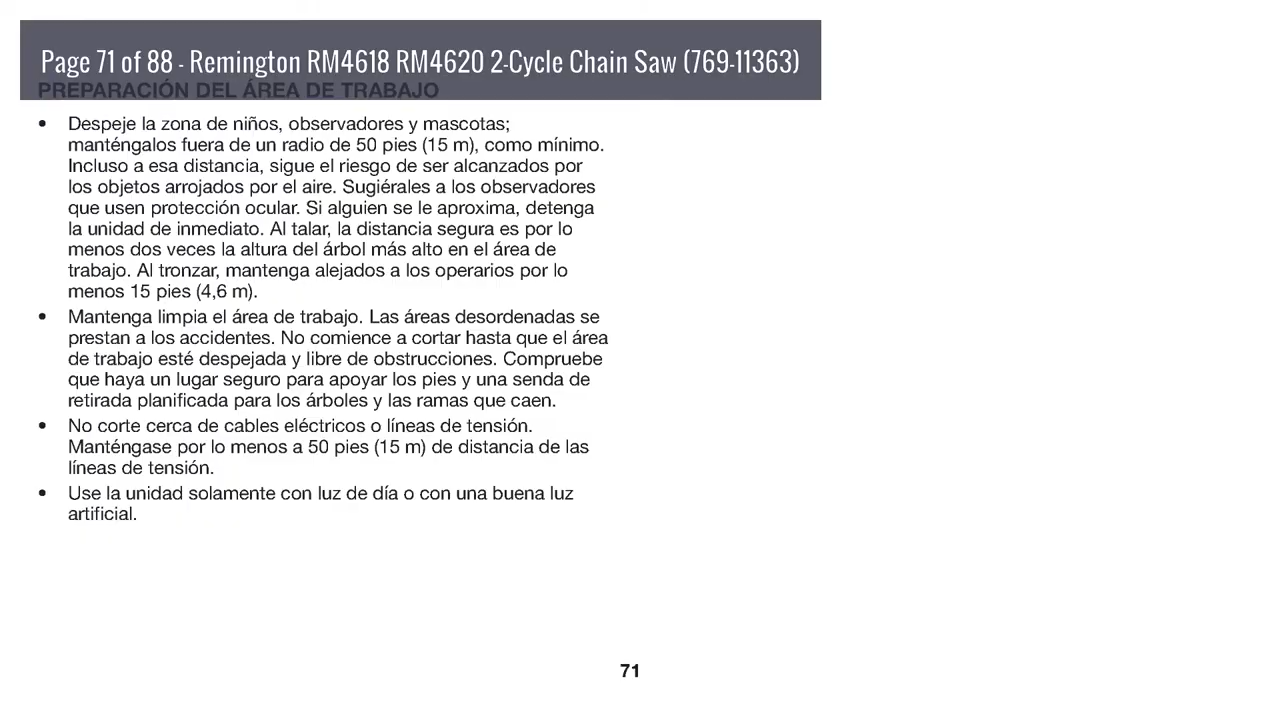 Page 71 of 88 - Remington RM4618 RM4620 2-Cycle Chain Saw (769-11363)
PREPARACIÓN DEL ÁREA DE TRABAJO
• Despeje la zona de niños, observadores y mascotas;
manténgalos fuera de un radio de 50 pies (15 m), como mínimo.
Incluso a esa distancia, sigue el riesgo de ser alcanzados por
los objetos arrojados por el aire. Sugiérales a los observadores
que usen protección ocular. Si alguien se le aproxima, detenga
la unidad de inmediato. Al talar, la distancia segura es por lo
menos dos veces la altura del árbol más alto en el área de
trabajo. Al tronzar, mantenga alejados a los operarios por lo
menos 15 pies (4,6 m).
• Mantenga limpia el área de trabajo. Las áreas desordenadas se
prestan a los accidentes. No comience a cortar hasta que el área
de trabajo esté despejada y libre de obstrucciones. Compruebe
que haya un lugar seguro para apoyar los pies y una senda de
retirada planificada para los árboles y las ramas que caen.
• No corte cerca de cables eléctricos o líneas de tensión.
Manténgase por lo menos a 50 pies (15 m) de distancia de las
líneas de tensión.
• Use la unidad solamente con luz de día o con una buena luz
artificial.
71